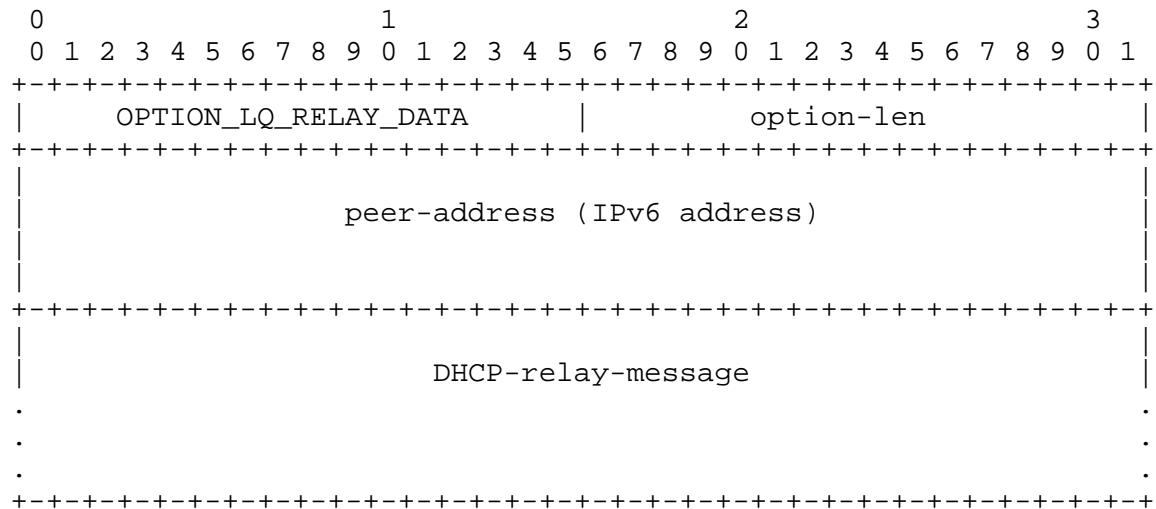 0                   1                   2                   3
 0 1 2 3 4 5 6 7 8 9 0 1 2 3 4 5 6 7 8 9 0 1 2 3 4 5 6 7 8 9 0 1
+-+-+-+-+-+-+-+-+-+-+-+-+-+-+-+-+-+-+-+-+-+-+-+-+-+-+-+-+-+-+-+-+
|     OPTION_LQ_RELAY_DATA      |         option-len            |
+-+-+-+-+-+-+-+-+-+-+-+-+-+-+-+-+-+-+-+-+-+-+-+-+-+-+-+-+-+-+-+-+
|                                                               |
|                  peer-address (IPv6 address)                  |
|                                                               |
|                                                               |
+-+-+-+-+-+-+-+-+-+-+-+-+-+-+-+-+-+-+-+-+-+-+-+-+-+-+-+-+-+-+-+-+
|                                                               |
|                       DHCP-relay-message                      |
.                                                               .
.                                                               .
.                                                               .
+-+-+-+-+-+-+-+-+-+-+-+-+-+-+-+-+-+-+-+-+-+-+-+-+-+-+-+-+-+-+-+-+